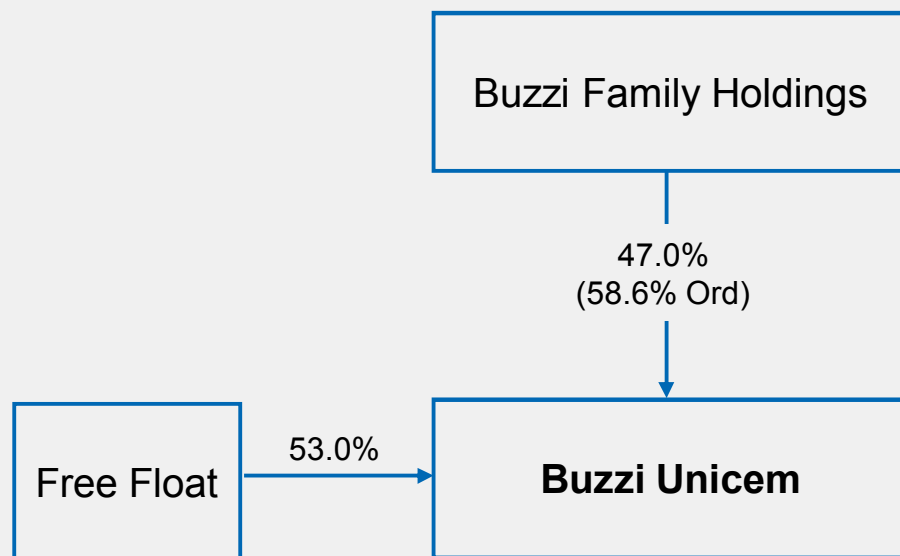 Buzzi Family Holdings
47.0%
(58.6% Ord)
53.0%
Free Float
Buzzi Unicem